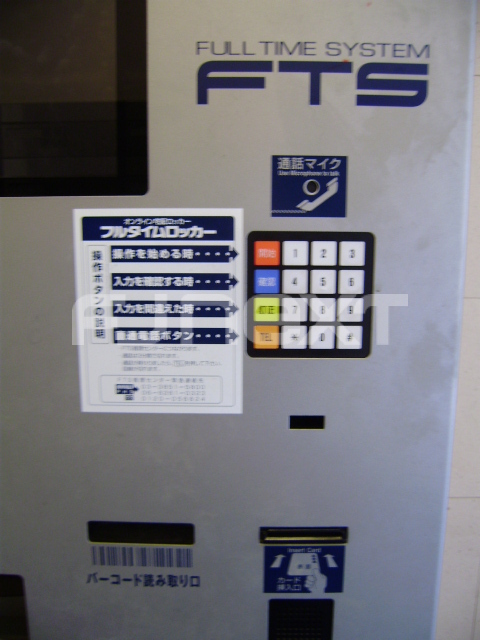 FULL TIME SYSTEM
FTS
通話マイク
Use Microphone to talk
オンライン宅配ロッカー
フルタイムロッカー
操作ボタンの説明
操作を始める時
入力を確認する時
入力を間違えた時
直通電話ボタン
開始 1 2 3
確認 4 5 6
訂正 7 8 9
TEL * 0 #
Insert Card
カード
挿入口
バーコード読み取り口